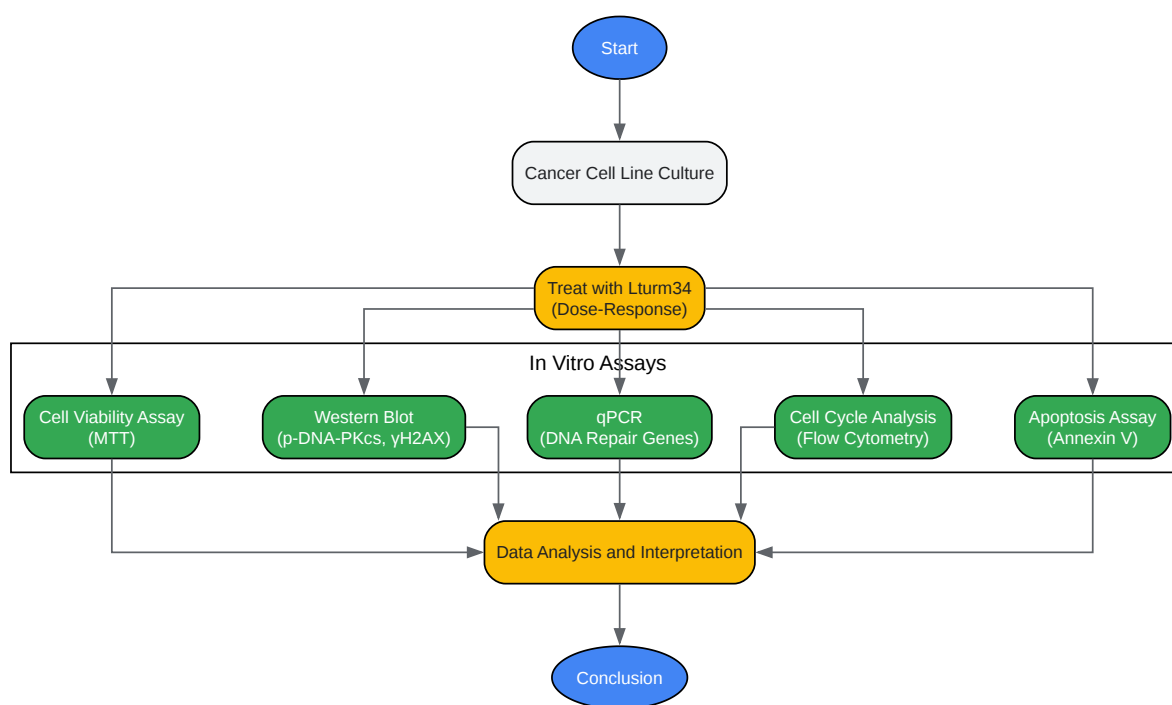 Start
Cancer Cell Line Culture
Treat with Lturm34
(Dose-Response)
In Vitro Assays
Cell Viability Assay
(MTT)
Western Blot
(p-DNA-PKcs, γH2AX)
qPCR
(DNA Repair Genes)
Cell Cycle Analysis
(Flow Cytometry)
Apoptosis Assay
(Annexin V)
Data Analysis and Interpretation
Conclusion